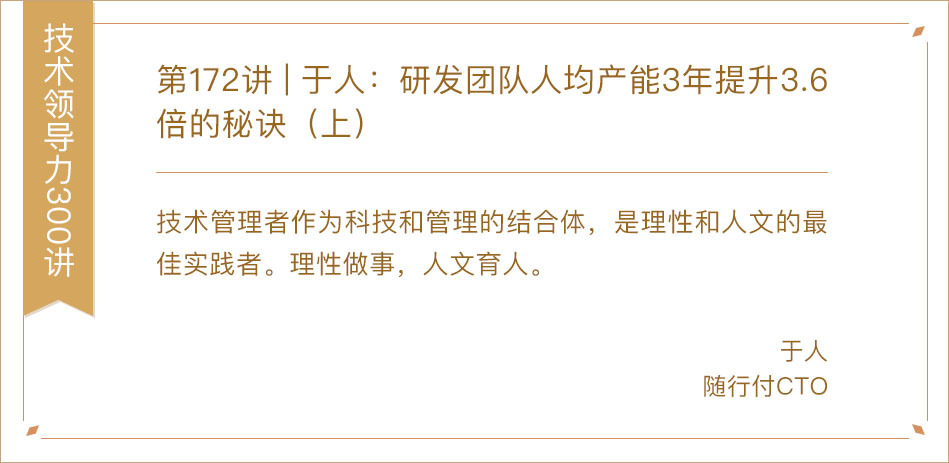 技术领导力300讲
第172讲 | 于人：研发团队人均产能3年提升3.6
倍的秘诀（上）
技术管理者作为科技和管理的结合体，是理性和人文的最
佳实践者。理性做事，人文育人。
于人
随行付CTO